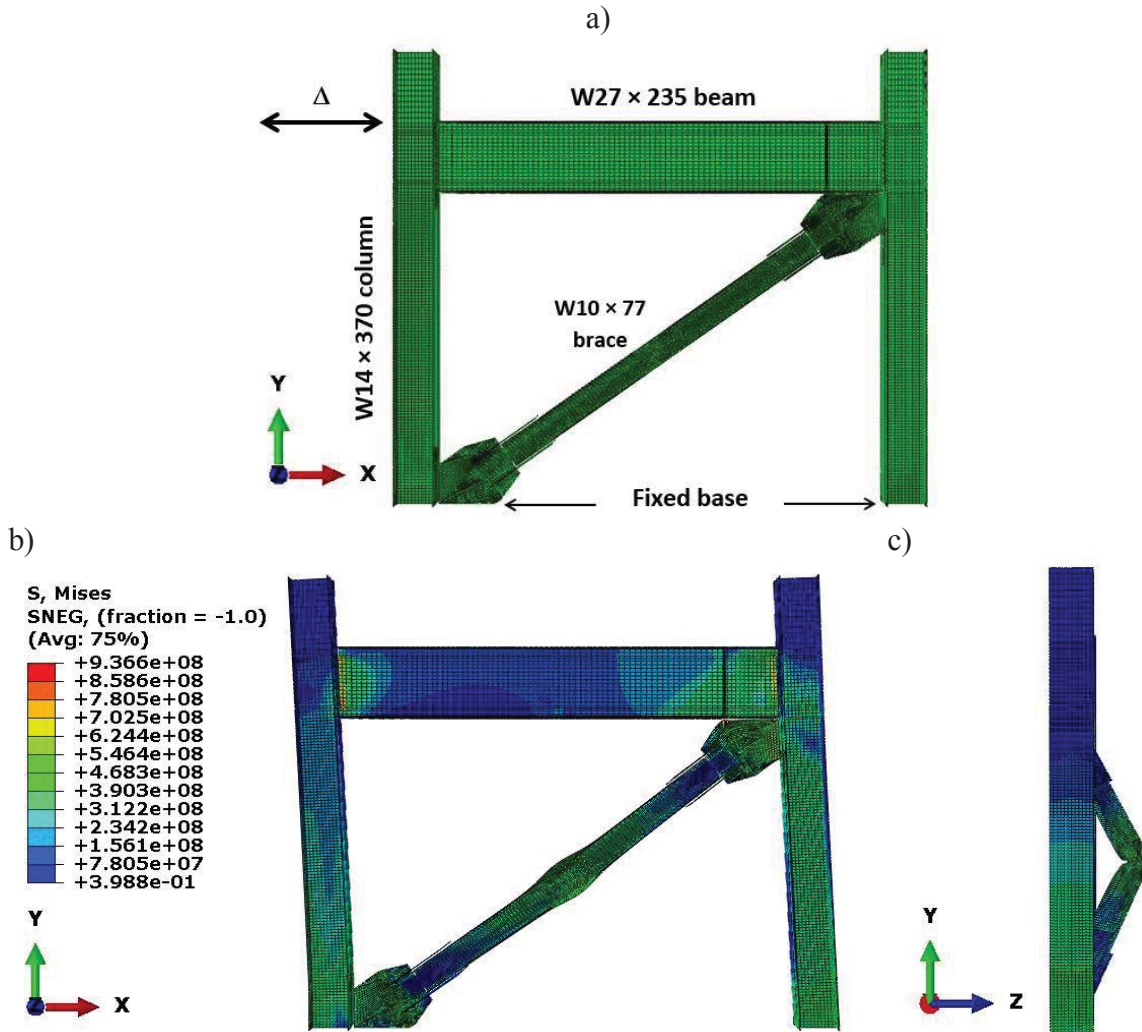 a)
Δ
W27 × 235 beam
W14 × 370 column
W10 × 77
brace
Y
Z
X
Fixed base
b)
c)
S, Mises
SNEG, (fraction = -1.0)
(Avg: 75%)
+9.366e+08
+8.586e+08
+7.805e+08
+7.025e+08
+6.244e+08
+5.464e+08
+4.683e+08
+3.903e+08
+3.122e+08
+2.342e+08
+1.561e+08
+7.805e+07
+3.988e-01
Y
Z
X
Y
Z